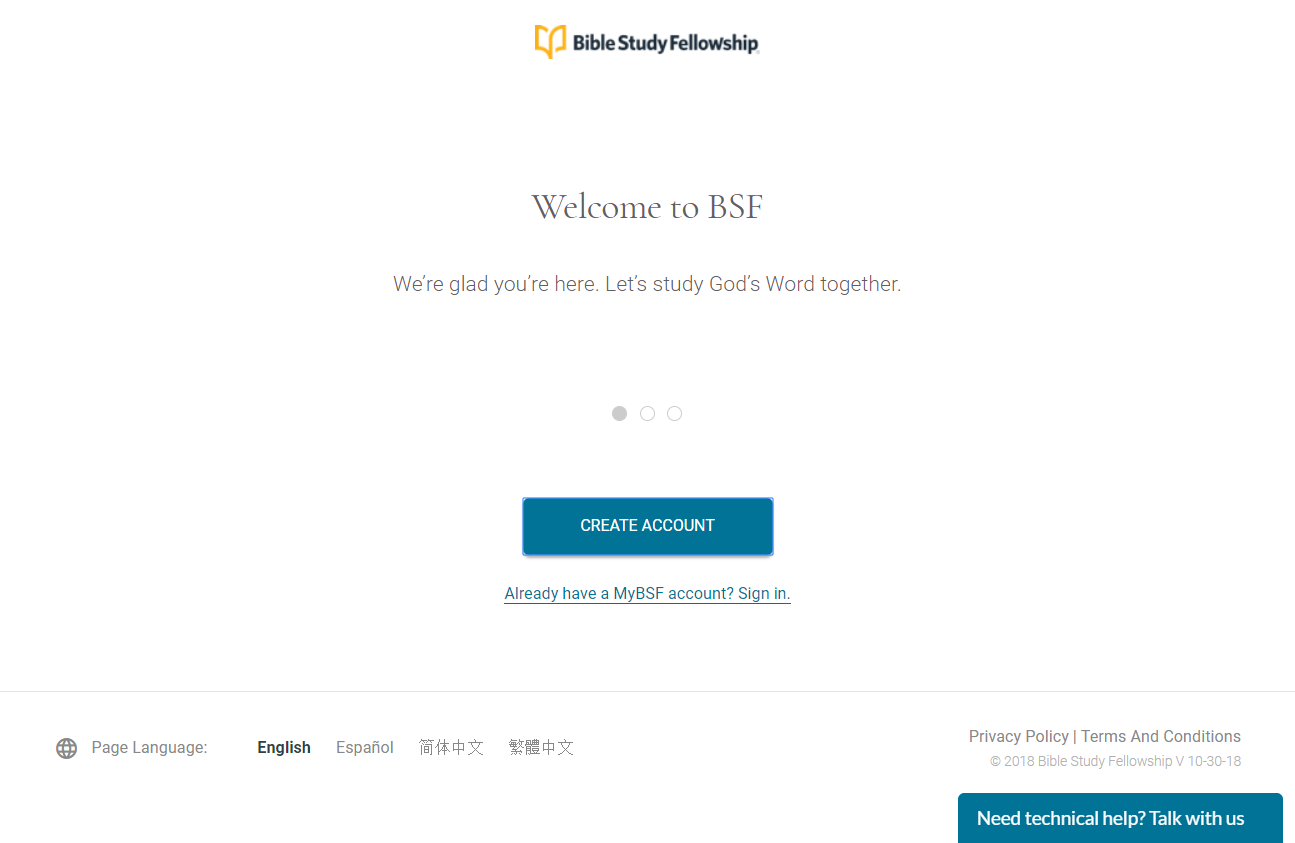 Bible Study Fellowship
Welcome to BSF
We’re glad you’re here. Let’s study God’s Word together.
CREATE ACCOUNT
Already have a MyBSF account? Sign in.
Page Language: English Español 简体中文 繁體中文
Privacy Policy | Terms And Conditions
© 2018 Bible Study Fellowship V 10-30-18
Need technical help? Talk with us